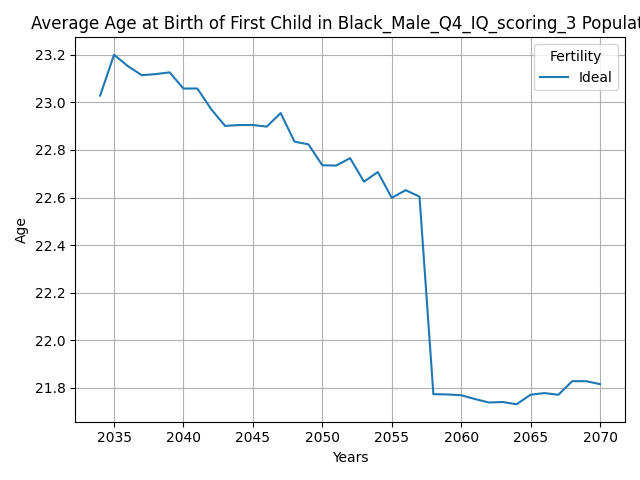 Average Age at Birth of First Child in Black_Male_Q4_IQ_scoring_3 Populat
Fertility
Ideal
23.2
23.0
22.8
22.6
22.4
22.2
22.0
21.8
Age
2035 2040 2045 2050 2055 2060 2065 2070
Years